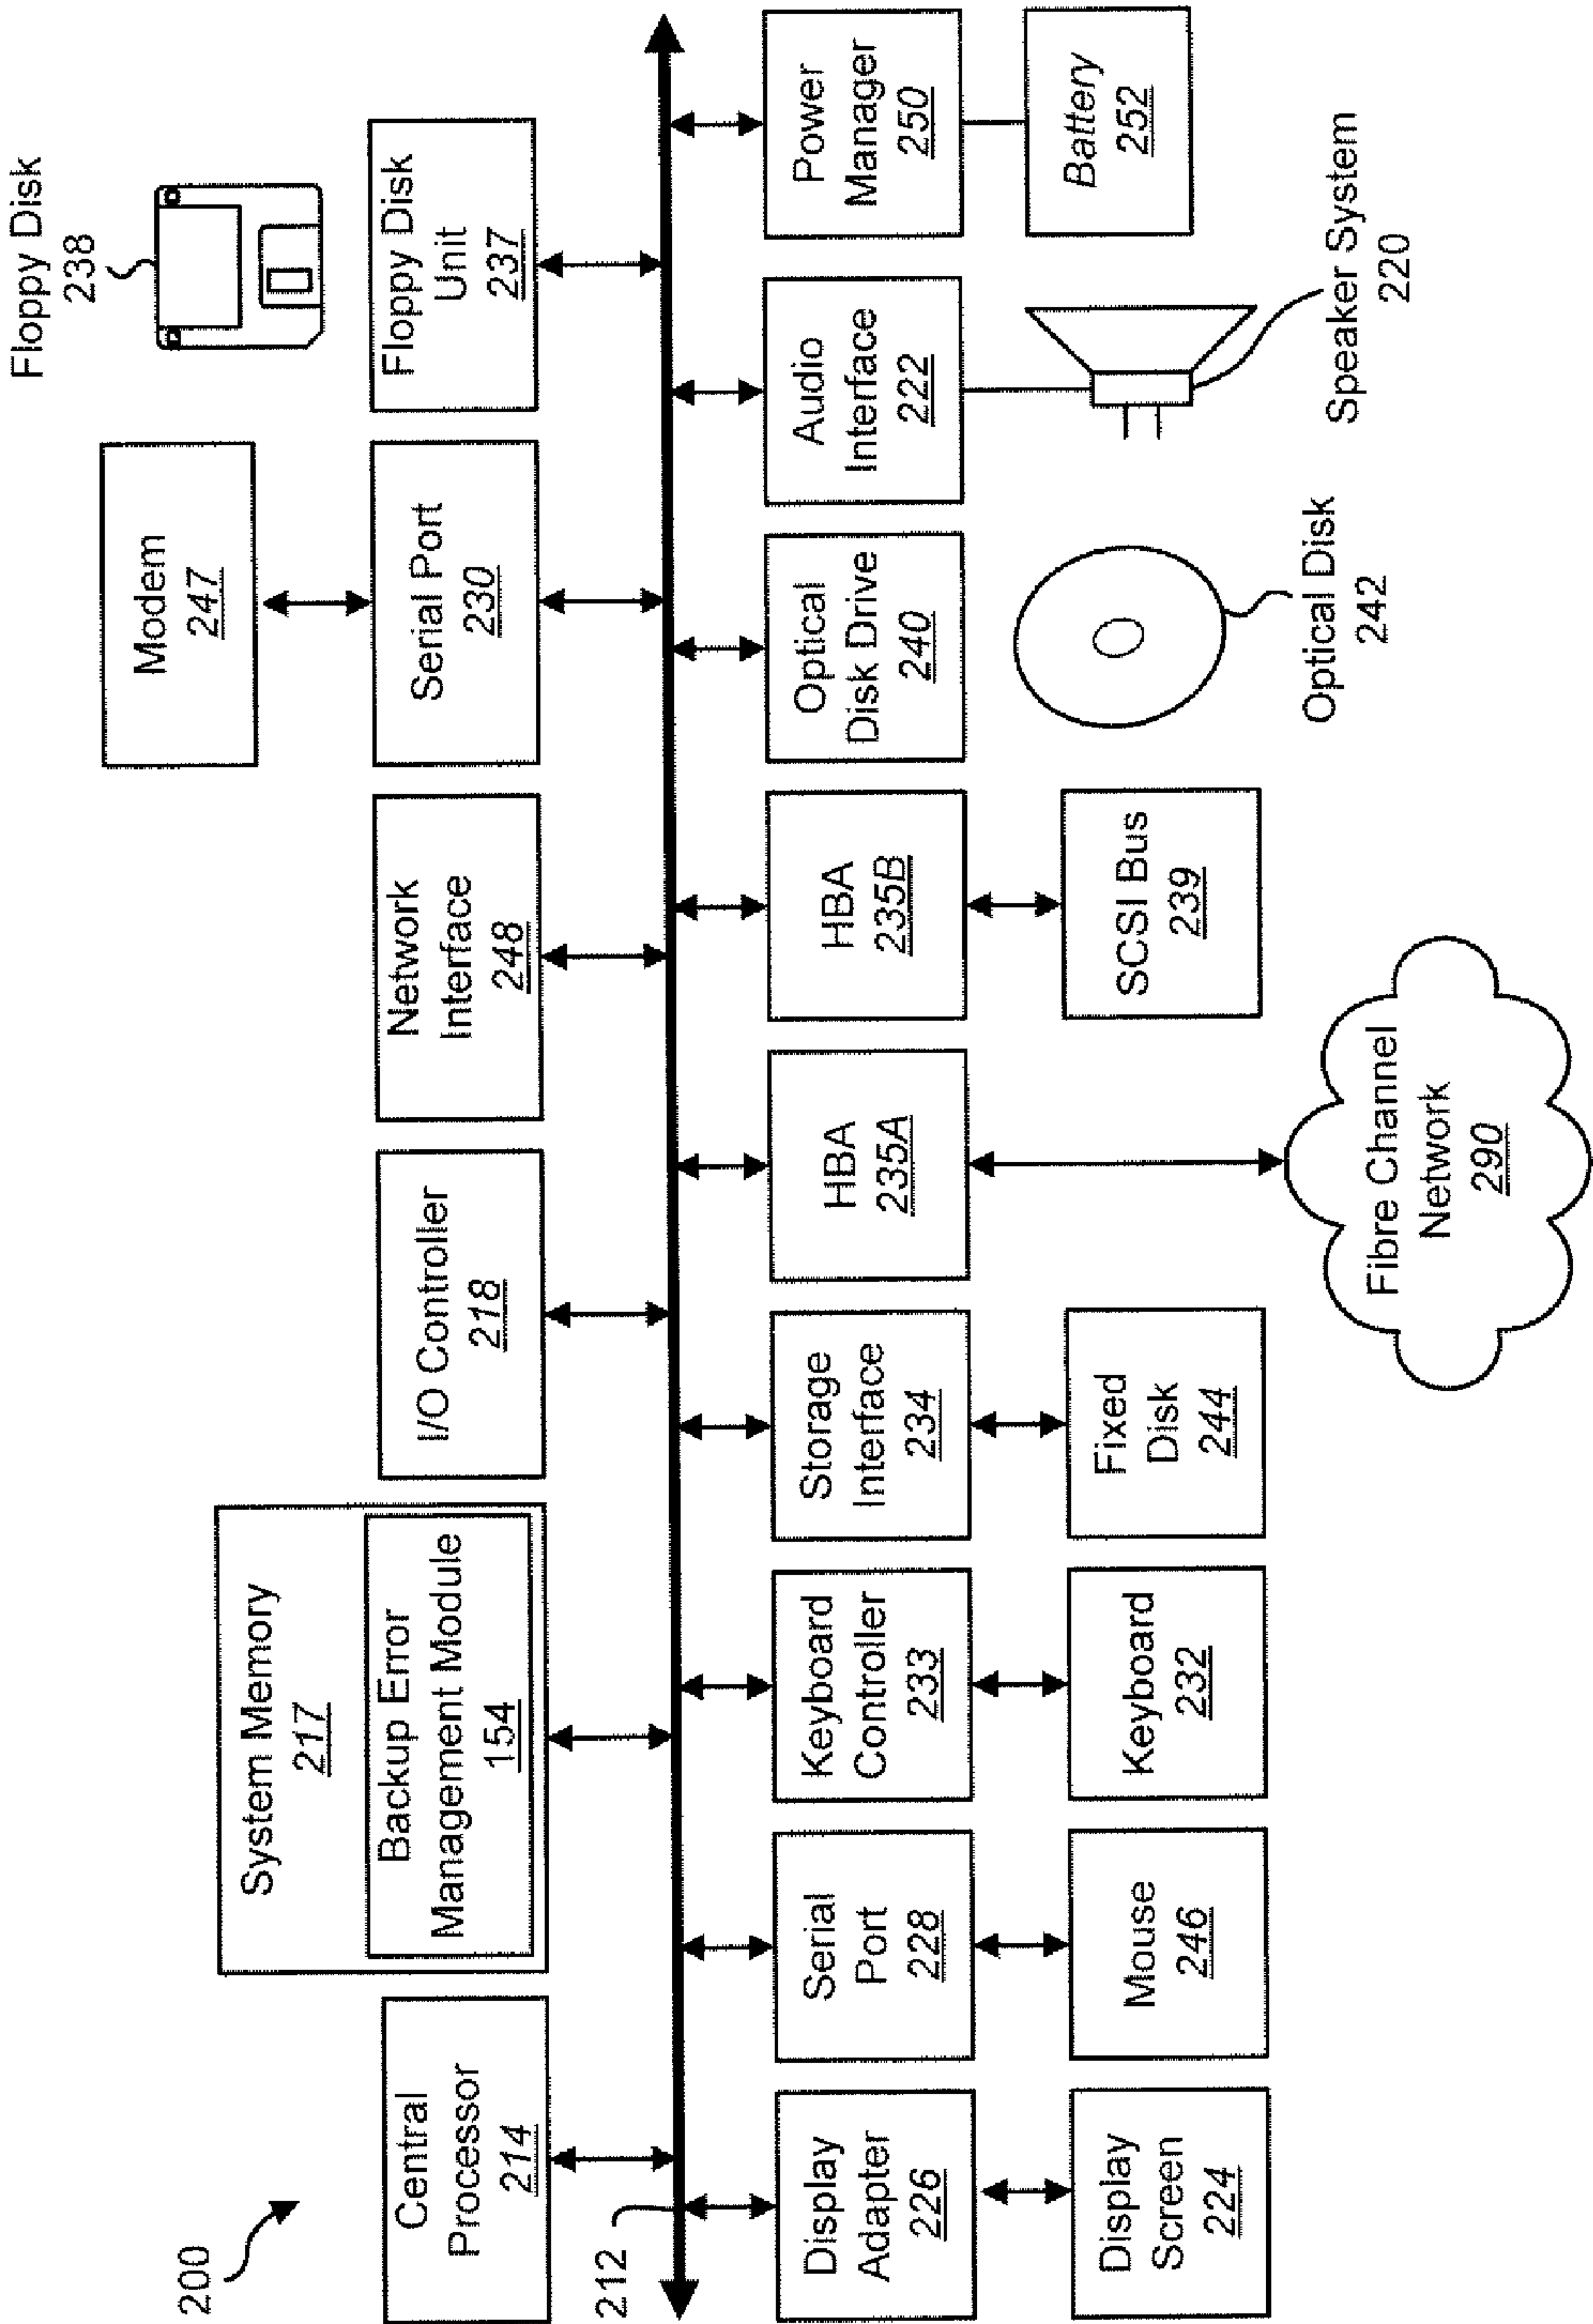 200
Central
Processor
214
System Memory
217
Backup Error
Management Module
154
I/O Controller
218
Network
Interface
248
Modem
247
Serial Port
230
Floppy Disk
238
Floppy Disk
Unit
237
212
Display
Adapter
226
Serial
Port
228
Keyboard
Controller
233
Storage
Interface
234
HBA
235A
HBA
235B
Optical
Disk Drive
240
Audio
Interface
222
Power
Manager
250
Display
Screen
224
Mouse
246
Keyboard
232
Fixed
Disk
244
Fibre Channel
Network
290
SCSI Bus
239
Optical Disk
242
Speaker System
220
Battery
252